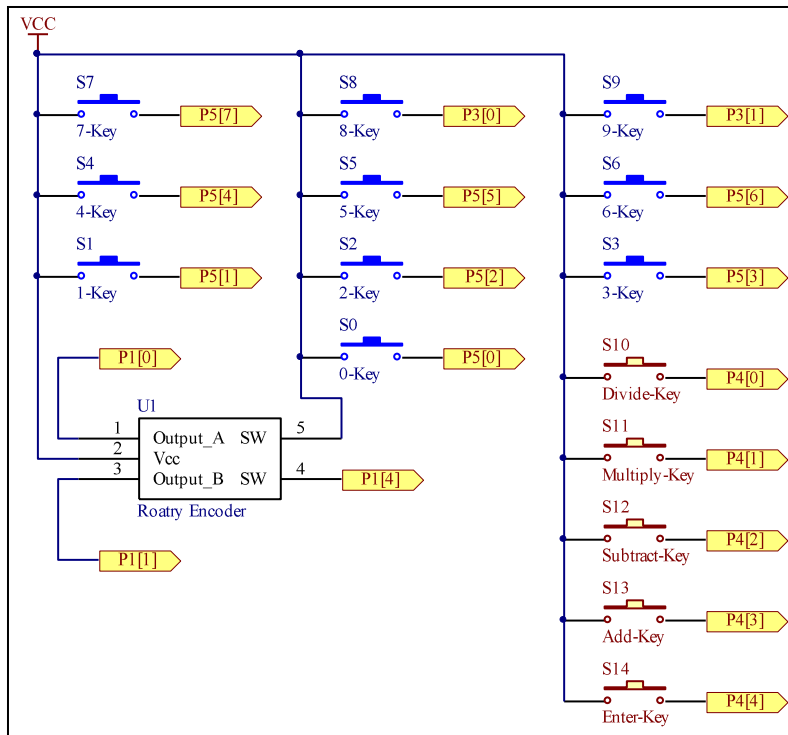 VCC
S7
S8
S9
P5[7]
P3[0]
P3[1]
7-Key
8-Key
9-Key
S4
S5
S6
P5[4]
P5[5]
P5[6]
4-Key
5-Key
6-Key
S1
S2
S3
P5[1]
P5[2]
P5[3]
1-Key
2-Key
3-Key
S0
P5[0]
0-Key
P1[0]
S10
P4[0]
Divide-Key
U1
1 Output_A SW 5
2 Vcc
3 Output_B SW 4
P1[4]
Roatry Encoder
P1[1]
S11
P4[1]
Multiply-Key
S12
P4[2]
Subtract-Key
S13
P4[3]
Add-Key
S14
P4[4]
Enter-Key